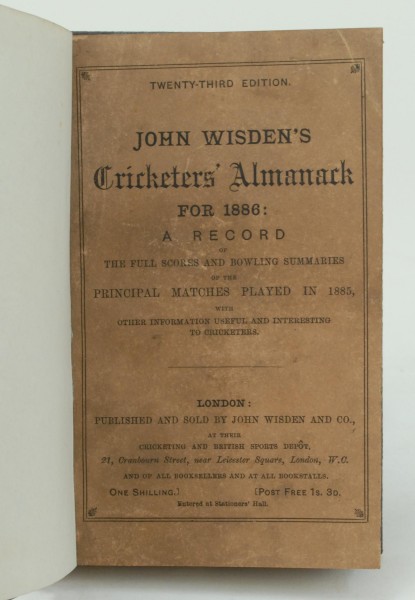 TWENTY-THIRD EDITION.
JOHN WISDEN'S
Cricketers' Almanack
FOR 1886:
A RECORD
OF
THE FULL SCORES AND BOWLING SUMMARIES
OF THE
PRINCIPAL MATCHES PLAYED IN 1885,
WITH
OTHER INFORMATION USEFUL AND INTERESTING
TO CRICKETERS.
LONDON:
PUBLISHED AND SOLD BY JOHN WISDEN AND CO.,
AT THEIR
CRICKETING AND BRITISH SPORTS DEPÔT,
21, Cranbourn Street, near Leicester Square, London, W.C.
AND OF ALL BOOKSELLERS AND AT ALL BOOKSTALLS.
ONE SHILLING.] [POST FREE 1S. 3D.
Entered at Stationers' Hall.